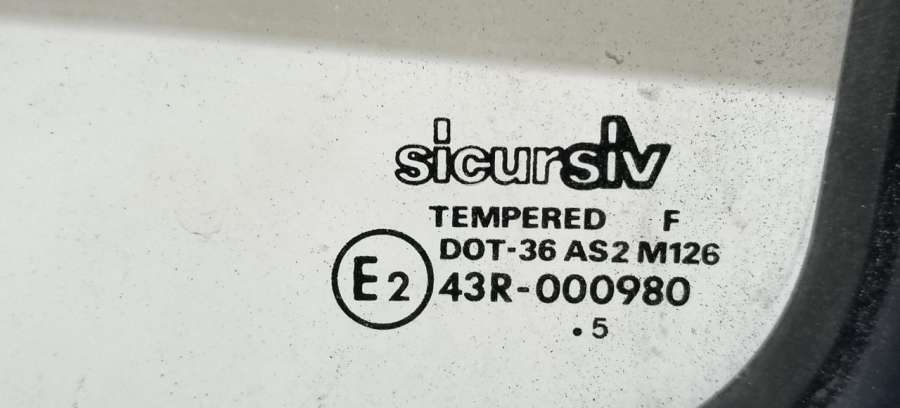 sicursiv
TEMPERED F
DOT-36 AS2 M126
E2 43R-000980
.5